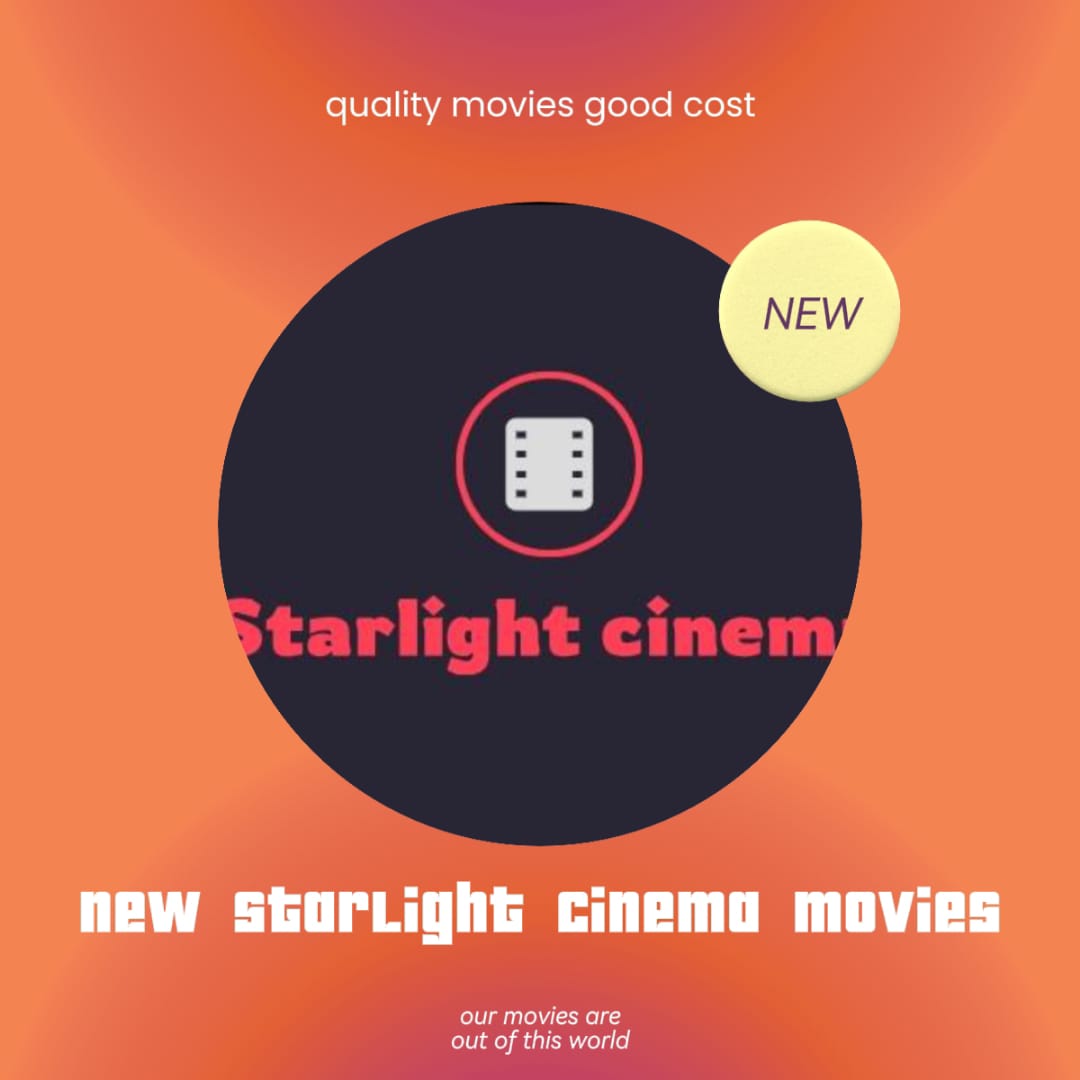 quality movies good cost
NEW
Starlight cinem
new starlight cinema movies
our movies are
out of this world